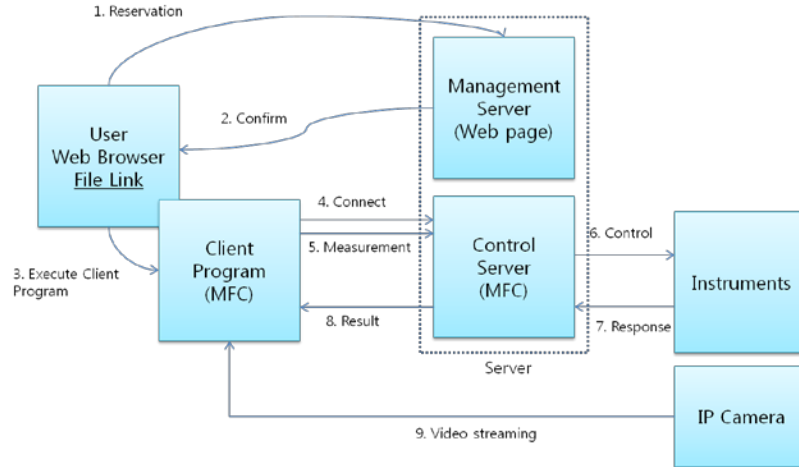 1. Reservation
Management
Server
(Web page)
2. Confirm
User
Web Browser
File Link
4. Connect
5. Measurement
3. Execute Client
Program
Client
Program
(MFC)
Control
Server
(MFC)
6. Control
Instruments
7. Response
8. Result
Server
IP Camera
9. Video streaming